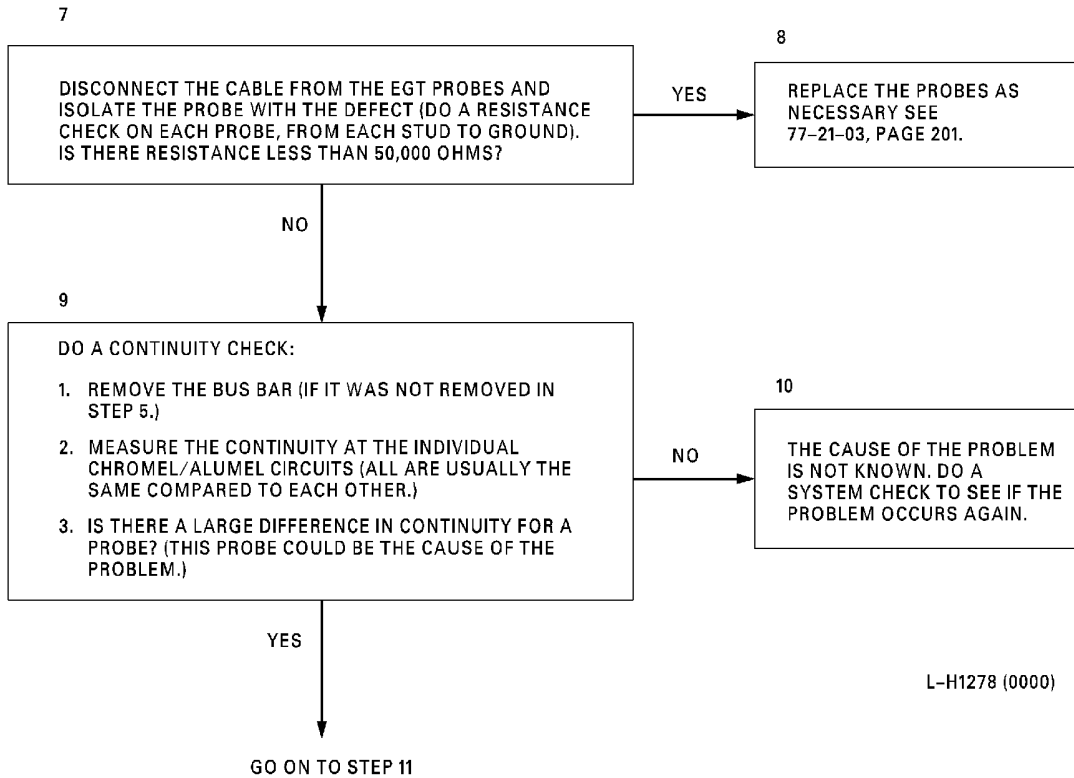 7
DISCONNECT THE CABLE FROM THE EGT PROBES AND
ISOLATE THE PROBE WITH THE DEFECT (DO A RESISTANCE
CHECK ON EACH PROBE, FROM EACH STUD TO GROUND).
IS THERE RESISTANCE LESS THAN 50,000 OHMS?
YES
8
REPLACE THE PROBES AS
NECESSARY SEE
77-21-03, PAGE 201.
NO
9
DO A CONTINUITY CHECK:
1. REMOVE THE BUS BAR (IF IT WAS NOT REMOVED IN
STEP 5.)
2. MEASURE THE CONTINUITY AT THE INDIVIDUAL
CHROMEL/ALUMEL CIRCUITS (ALL ARE USUALLY THE
SAME COMPARED TO EACH OTHER.)
3. IS THERE A LARGE DIFFERENCE IN CONTINUITY FOR A
PROBE? (THIS PROBE COULD BE THE CAUSE OF THE
PROBLEM.)
NO
10
THE CAUSE OF THE PROBLEM
IS NOT KNOWN. DO A
SYSTEM CHECK TO SEE IF THE
PROBLEM OCCURS AGAIN.
YES
L-H1278 (0000)
GO ON TO STEP 11